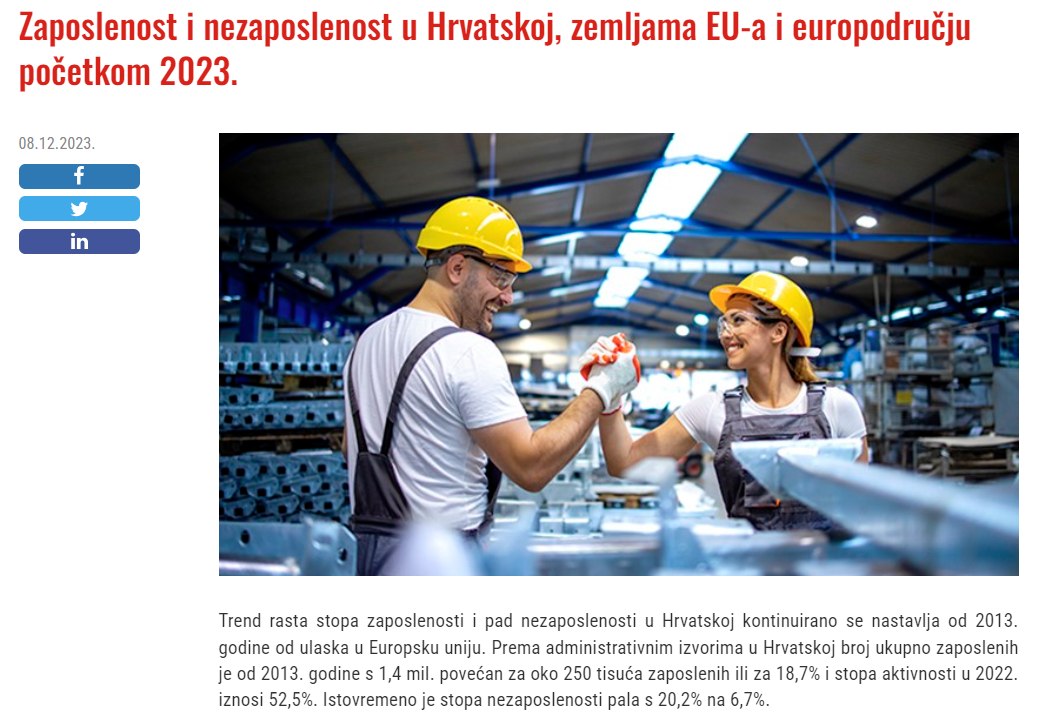 Zaposlenost i nezaposlenost u Hrvatskoj, zemljama EU-a i europodručju
početkom 2023.
08.12.2023.
Trend rasta stopa zaposlenosti i pad nezaposlenosti u Hrvatskoj kontinuirano se nastavlja od 2013.
godine od ulaska u Europsku uniju. Prema administrativnim izvorima u Hrvatskoj broj ukupno zaposlenih
je od 2013. godine s 1,4 mil. povećan za oko 250 tisuća zaposlenih ili za 18,7% i stopa aktivnosti u 2022.
iznosi 52,5%. Istovremeno je stopa nezaposlenosti pala s 20,2% na 6,7%.